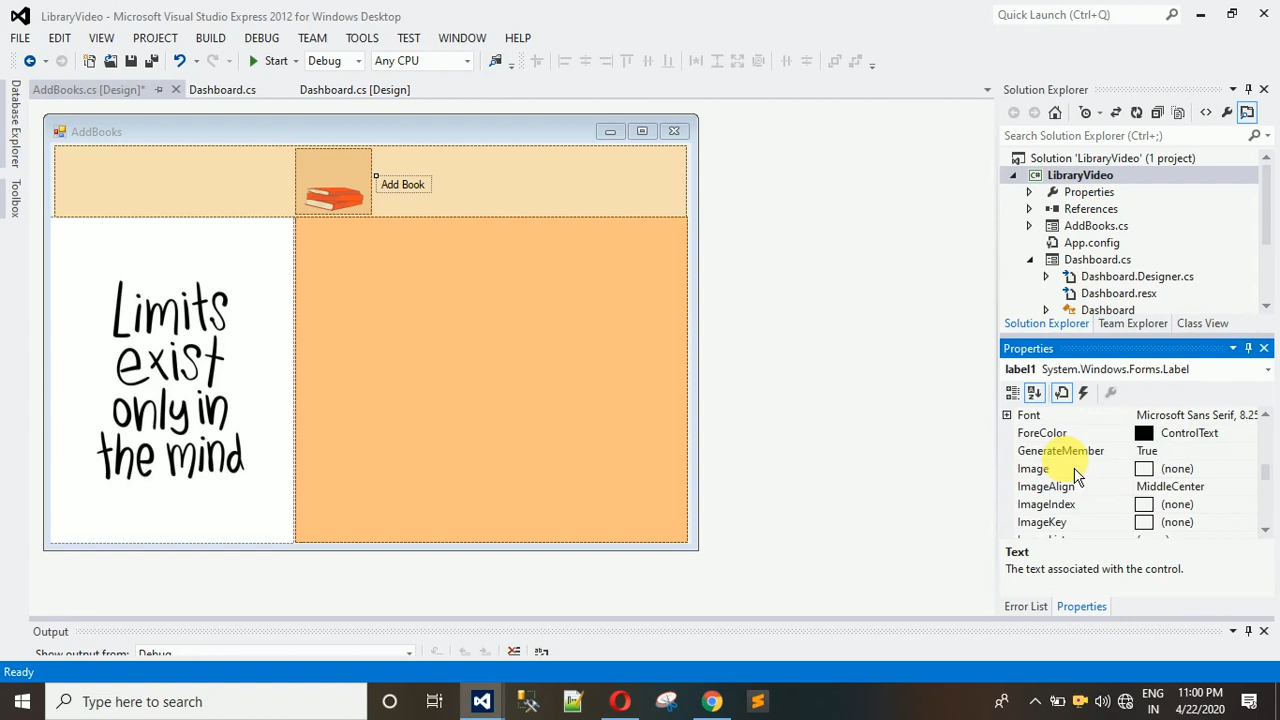 LibraryVideo - Microsoft Visual Studio Express 2012 for Windows Desktop
Quick Launch (Ctrl+Q)
FILE EDIT VIEW PROJECT BUILD DEBUG TEAM TOOLS TEST WINDOW HELP
Start Debug Any CPU
AddBooks.cs [Design]* Dashboard.cs Dashboard.cs [Design]
Database Explorer
Toolbox
AddBooks
Add Book
Limits
exist
only in
the mind
Solution Explorer
Search Solution Explorer (Ctrl+;)
Solution 'LibraryVideo' (1 project)
LibraryVideo
Properties
References
AddBooks.cs
App.config
Dashboard.cs
Dashboard.Designer.cs
Dashboard.resx
Dashboard
Solution Explorer Team Explorer Class View
Properties
label1 System.Windows.Forms.Label
Font Microsoft Sans Serif, 8.25
ForeColor ControlText
GenerateMember True
Image (none)
ImageAlign MiddleCenter
ImageIndex (none)
ImageKey (none)
Text
The text associated with the control.
Error List Properties
Output
Show output from: Debug
Ready
Type here to search
ENG
IN
11:00 PM
4/22/2020